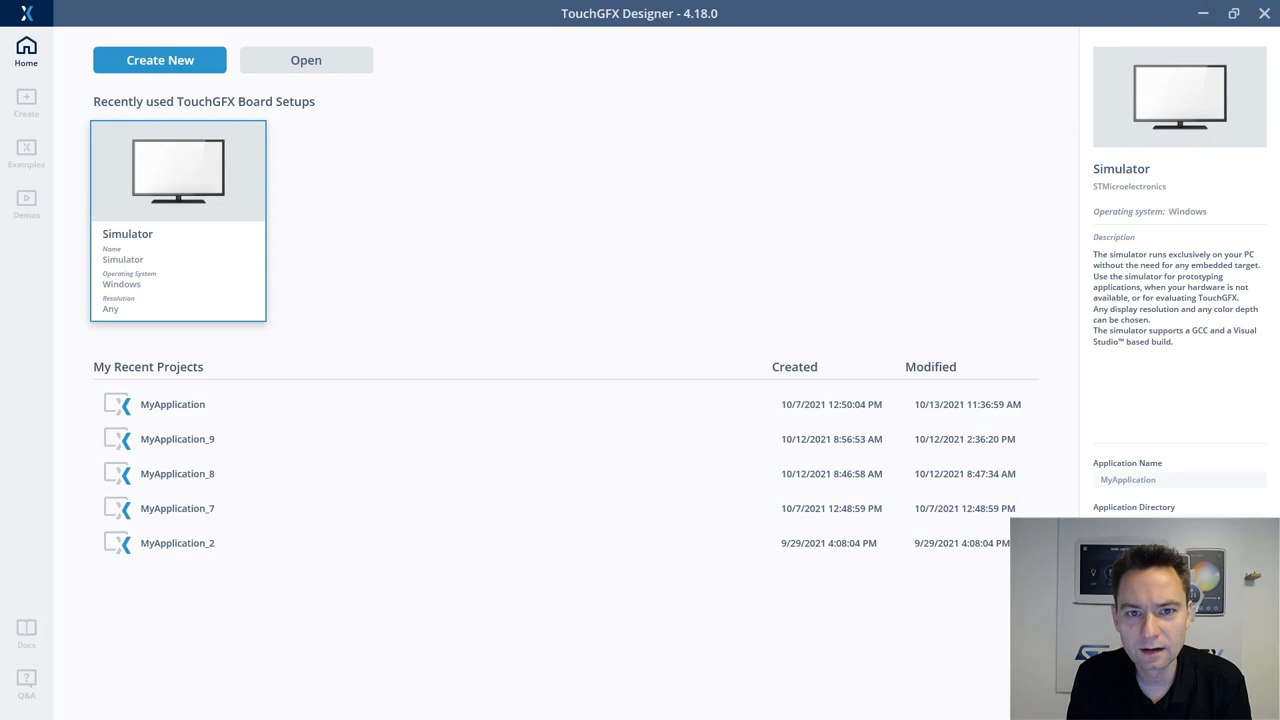 TouchGFX Designer - 4.18.0
Home
Create
Examples
Demos
Docs
Q&A
Create New
Open
Recently used TouchGFX Board Setups
Simulator
Name
Simulator
Operating System
Windows
Resolution
Any
My Recent Projects Created Modified
MyApplication 10/7/2021 12:50:04 PM 10/13/2021 11:36:59 AM
MyApplication_9 10/12/2021 8:56:53 AM 10/12/2021 2:36:20 PM
MyApplication_8 10/12/2021 8:46:58 AM 10/12/2021 8:47:34 AM
MyApplication_7 10/7/2021 12:48:59 PM 10/7/2021 12:48:59 PM
MyApplication_2 9/29/2021 4:08:04 PM 9/29/2021 4:08:04 PM
Simulator
STMicroelectronics
Operating system: Windows
Description
The simulator runs exclusively on your PC
without the need for any embedded target.
Use the simulator for prototyping
applications, when your hardware is not
available, or for evaluating TouchGFX.
Any display resolution and any color depth
can be chosen.
The simulator supports a GCC and a Visual
Studio™ based build.
Application Name
MyApplication
Application Directory